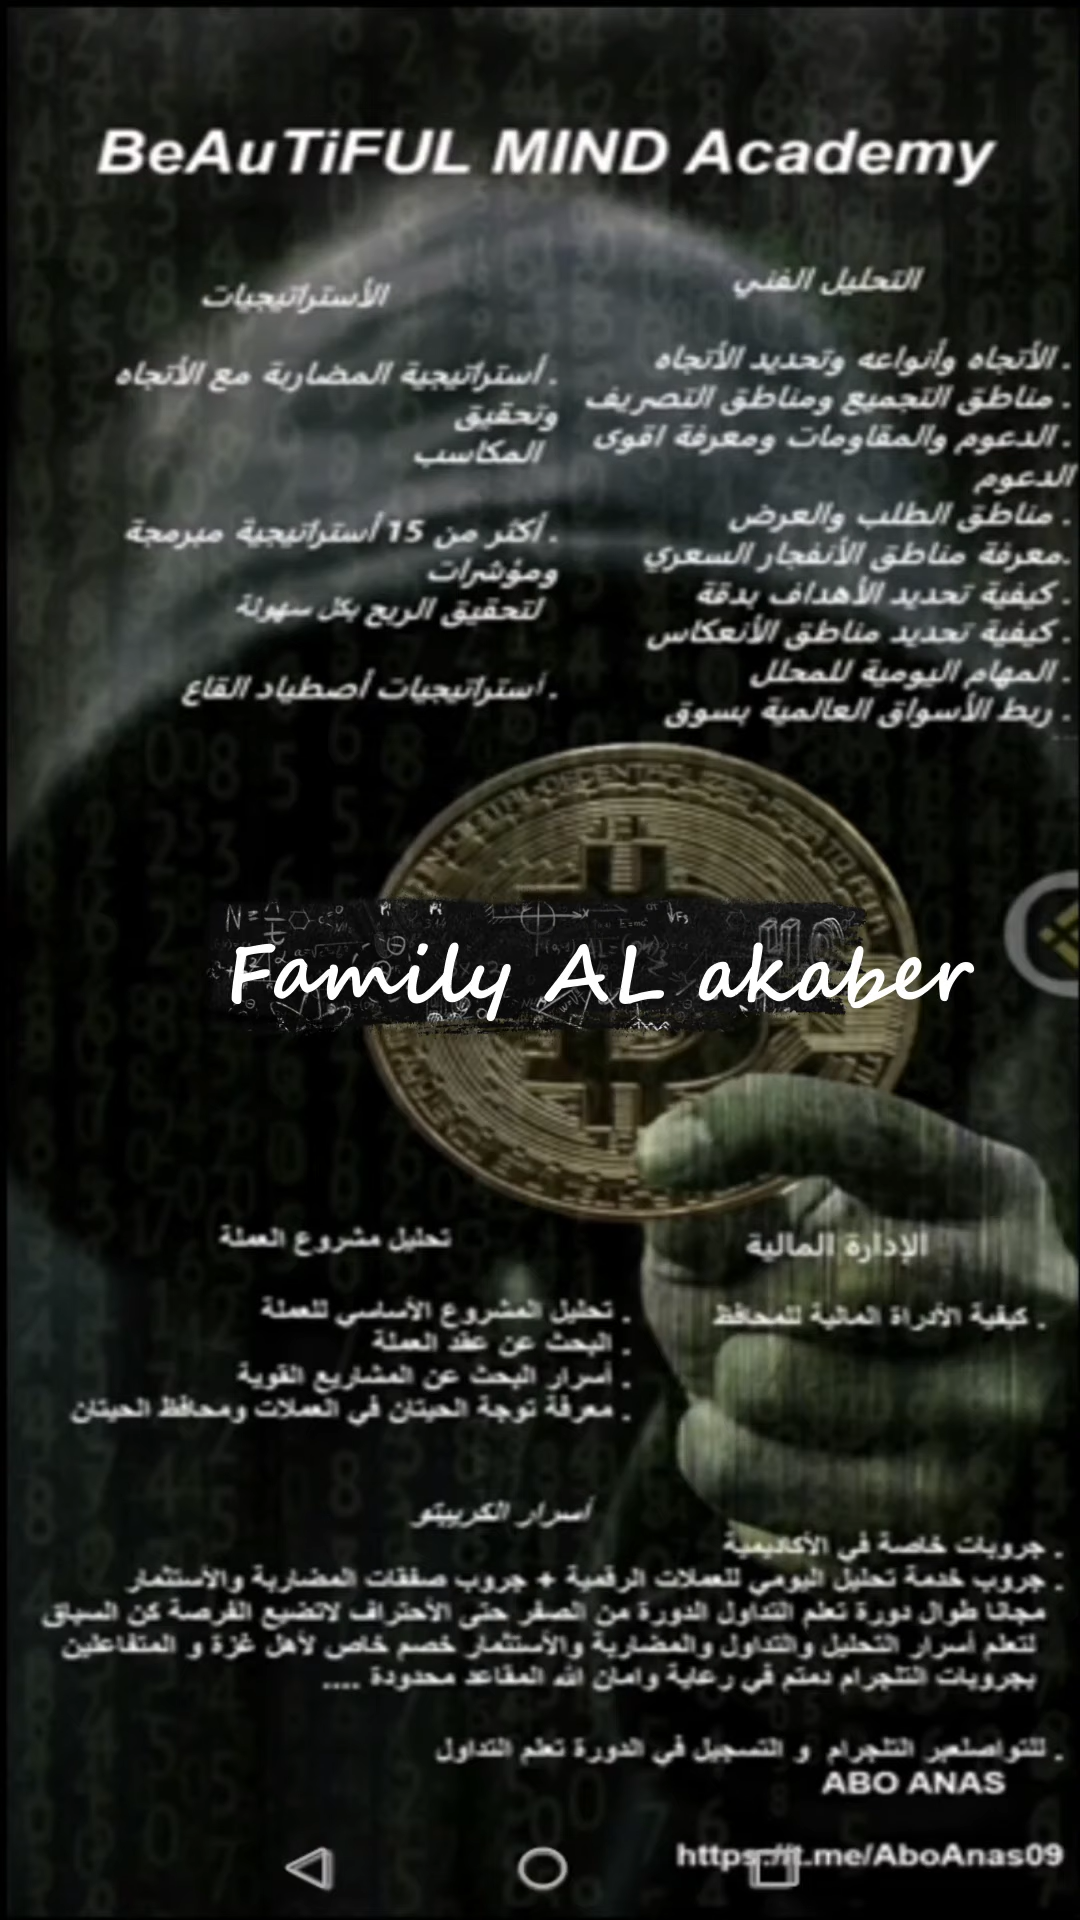 BeAuTiFUL MIND Academy
التحليل الفني
. الأتجاه وأنواعه وتحديد الأتجاه
. مناطق التجميع ومناطق التصريف
. الدعوم والمقاومات ومعرفة اقوى
الدعوم
. مناطق الطلب والعرض
.معرفة مناطق الأنفجار السعري
. كيفية تحديد الأهداف بدقة
. كيفية تحديد مناطق الأنعكاس
. المهام اليومية للمحلل
. ربط الأسواق العالمية بسوق
الأستراتيجيات
. أستراتيجية المضاربة مع الأتجاه
وتحقيق
المكاسب
. أكثر من 15 أستراتيجية مبرمجة
ومؤشرات
لتحقيق الربح بكل سهولة
. أستراتيجيات أصطياد القاع
Family AL akaber
الإدارة المالية
. كيفية الأدراة المالية للمحافظ
تحليل مشروع العملة
. تحليل المشروع الأساسي للعملة
. البحث عن عقد العملة
. أسرار البحث عن المشاريع القوية
. معرفة توجة الحيتان في العملات ومحافظ الحيتان
أسرار الكريبتو
. جروبات خاصة في الأكاديمية
. جروب خدمة تحليل اليومي للعملات الرقمية + جروب صفقات المضاربة والأستثمار
مجانا طوال دورة تعلم التداول الدورة من الصفر حتى الأحتراف لاتضيع الفرصة كن السباق
لتعلم أسرار التحليل والتداول والمضاربة والأستثمار خصم خاص لأهل غزة و المتفاعلين
بجروبات التلجرام دمتم في رعاية وامان الله المقاعد محدودة ....
. للتواصلعبر التلجرام و التسجيل في الدورة تعلم التداول
ABO ANAS
https://t.me/AboAnas09